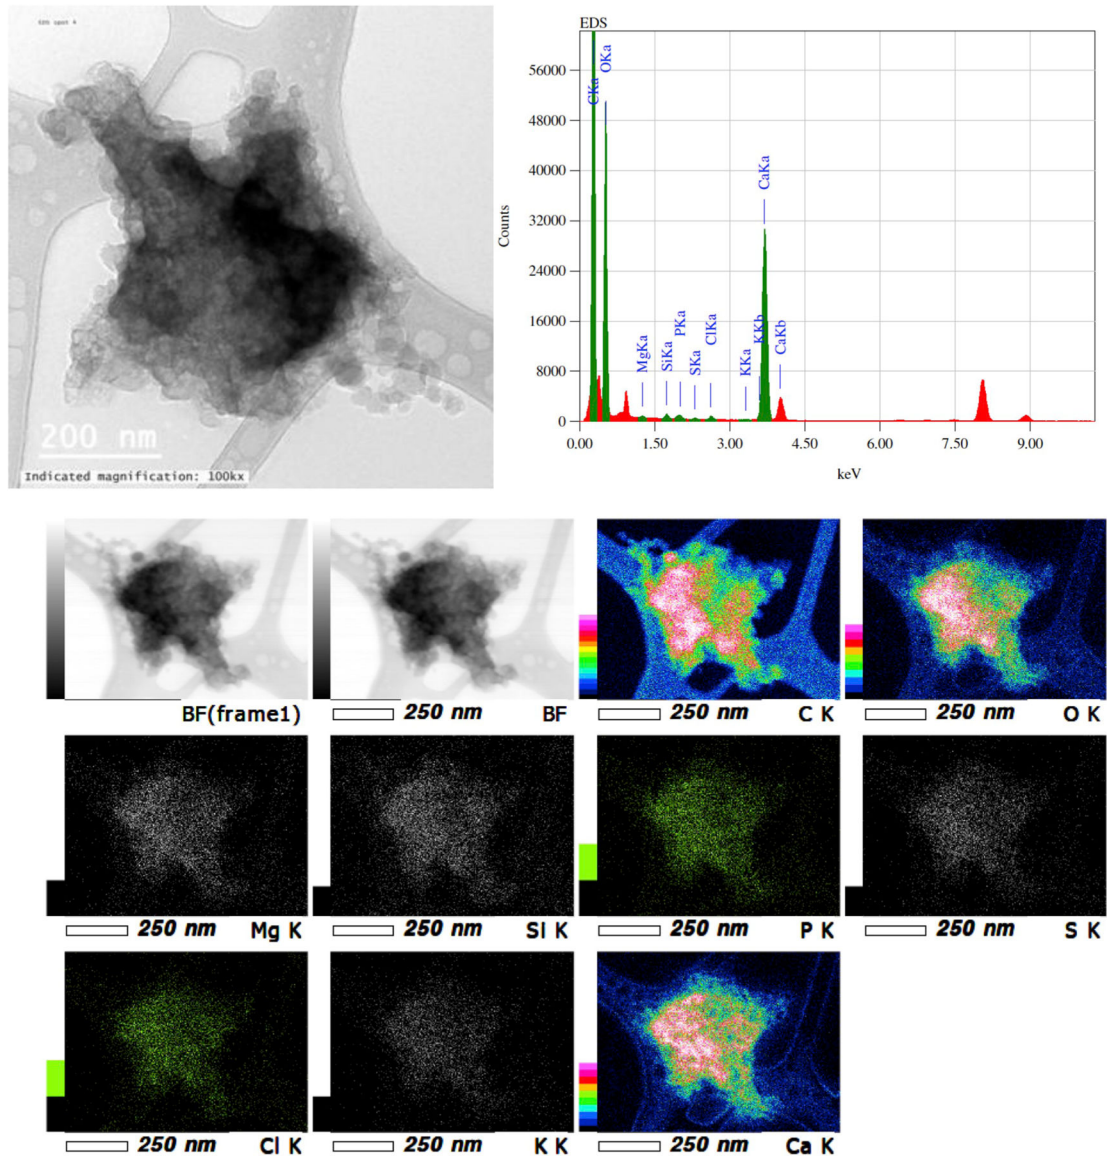 EDS spot 4
200 nm
Indicated magnification: 100kx
EDS
56000
48000
40000
32000
24000
16000
8000
0
Counts
CKa
OKa
MgKa
SiKa
PKa
SKa
ClKa
KKa
KKb
CaKa
CaKb
0.00 1.50 3.00 4.50 6.00 7.50 9.00
keV
BF(frame1)
250 nm BF
250 nm C K
250 nm O K
250 nm Mg K
250 nm Si K
250 nm P K
250 nm S K
250 nm Cl K
250 nm K K
250 nm Ca K